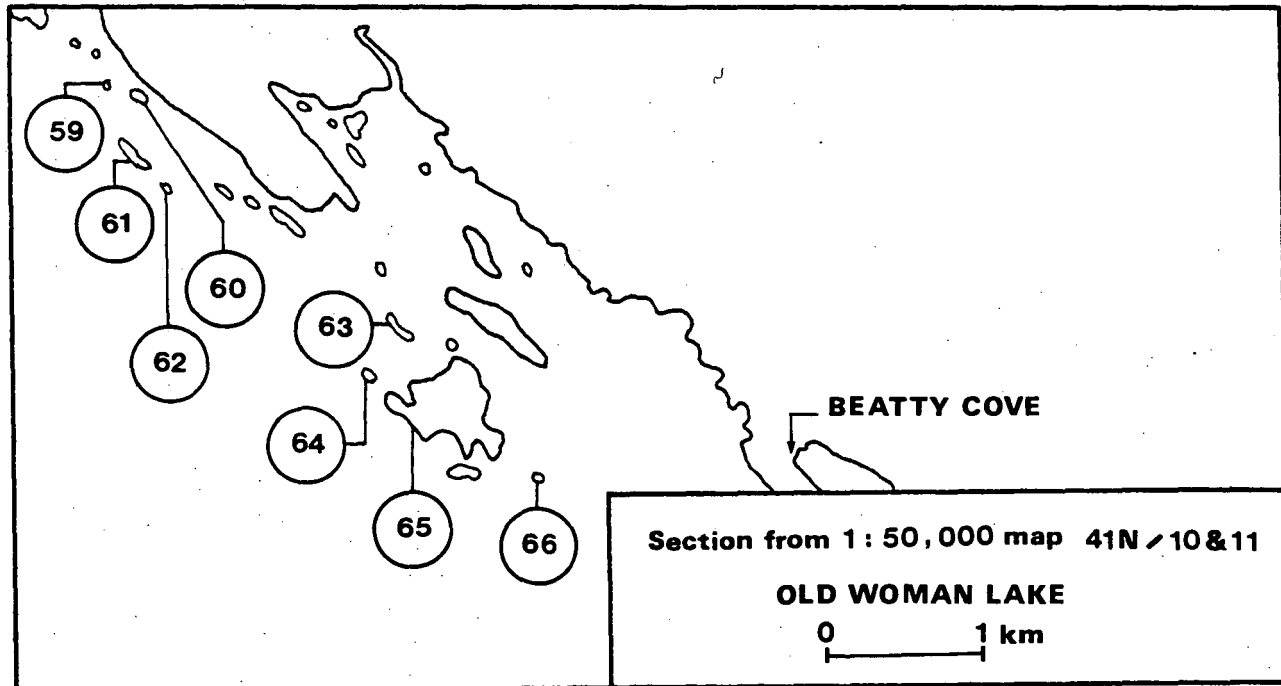 59
61
60
62
63
64
65
66
BEATTY COVE
Section from 1 : 50,000 map 41N / 10 & 11
OLD WOMAN LAKE
0 1 km